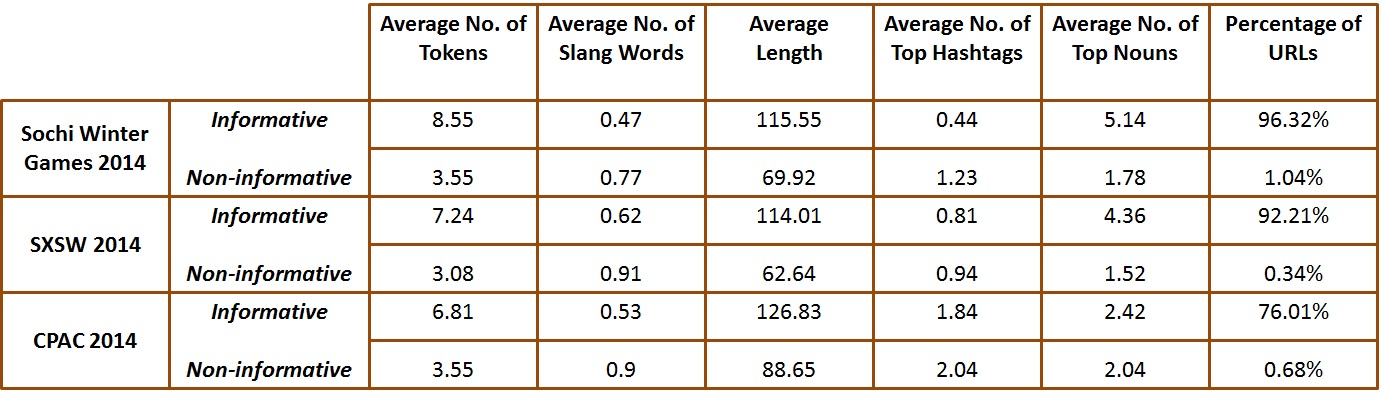 Average No. of Tokens Average No. of Slang Words Average Length Average No. of Top Hashtags Average No. of Top Nouns Percentage of URLs
Sochi Winter Games 2014 Informative 8.55 0.47 115.55 0.44 5.14 96.32%
Non-informative 3.55 0.77 69.92 1.23 1.78 1.04%
SXSW 2014 Informative 7.24 0.62 114.01 0.81 4.36 92.21%
Non-informative 3.08 0.91 62.64 0.94 1.52 0.34%
CPAC 2014 Informative 6.81 0.53 126.83 1.84 2.42 76.01%
Non-informative 3.55 0.9 88.65 2.04 2.04 0.68%